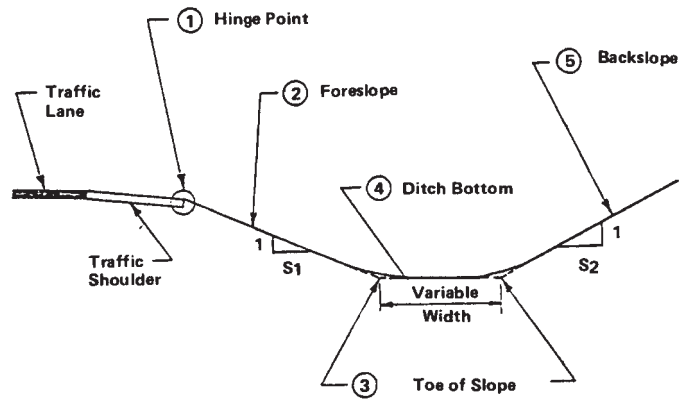 1 Hinge Point
5 Backslope
Traffic
Lane
2 Foreslope
4 Ditch Bottom
1
S1
1
S2
Traffic
Shoulder
Variable
Width
3 Toe of Slope